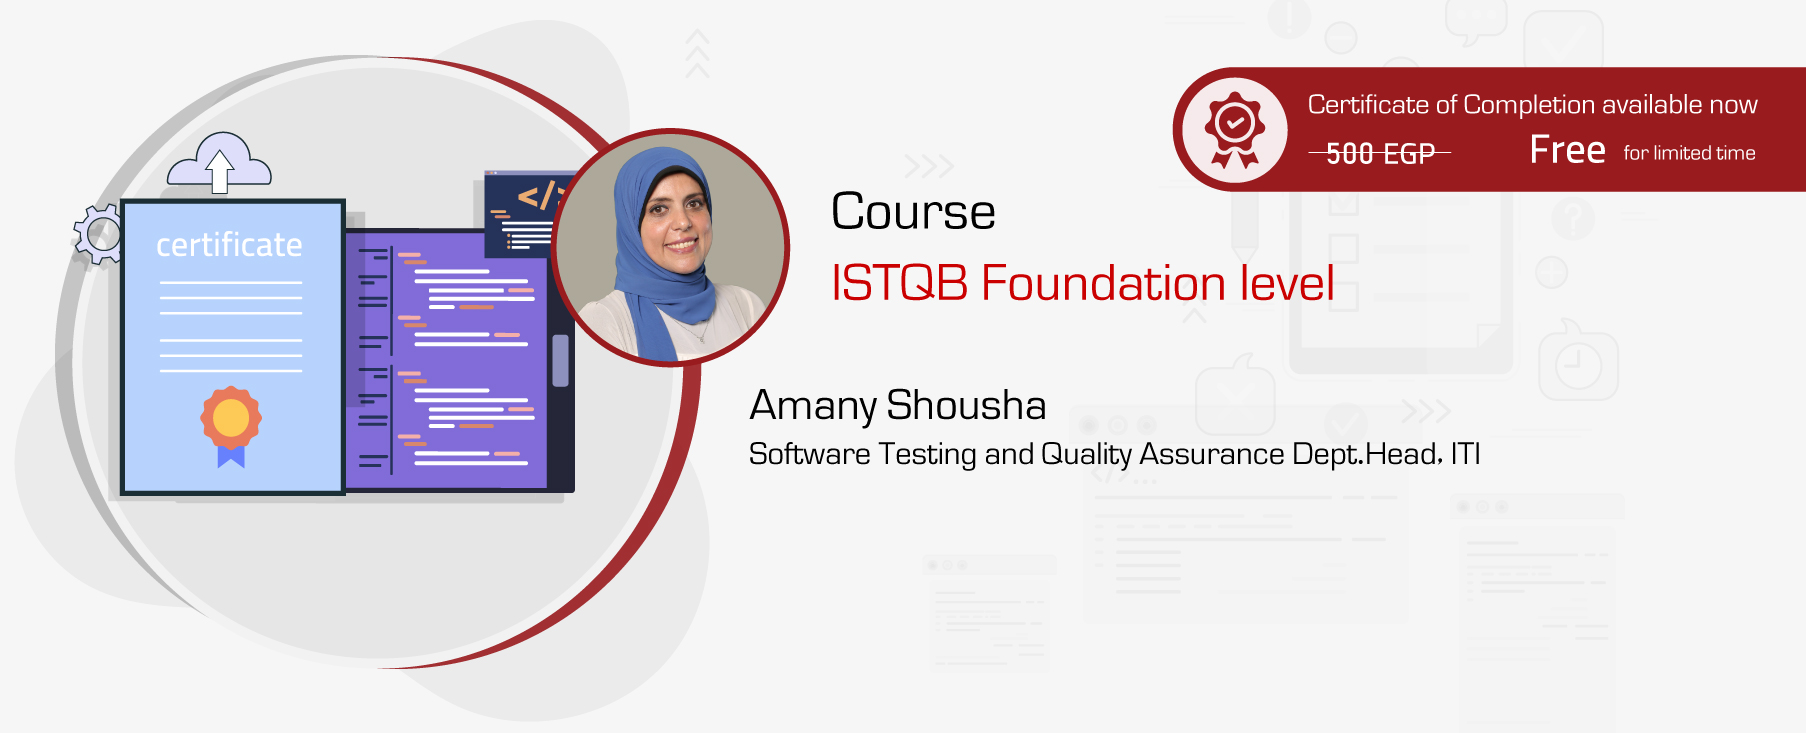 Certificate of Completion available now
500 EGP Free for limited time
certificate
</>
Course
ISTQB Foundation level
Amany Shousha
Software Testing and Quality Assurance Dept.Head, ITI
</...